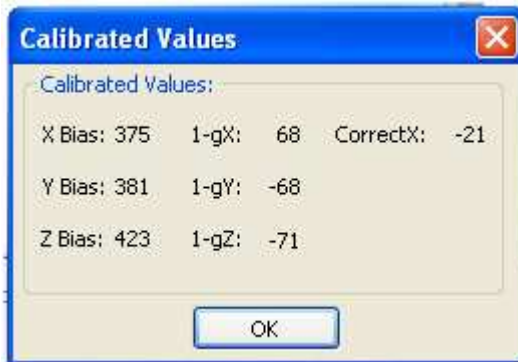 Calibrated Values
Calibrated Values:
X Bias: 375 1-gX: 68 CorrectX: -21
Y Bias: 381 1-gY: -68
Z Bias: 423 1-gZ: -71
OK